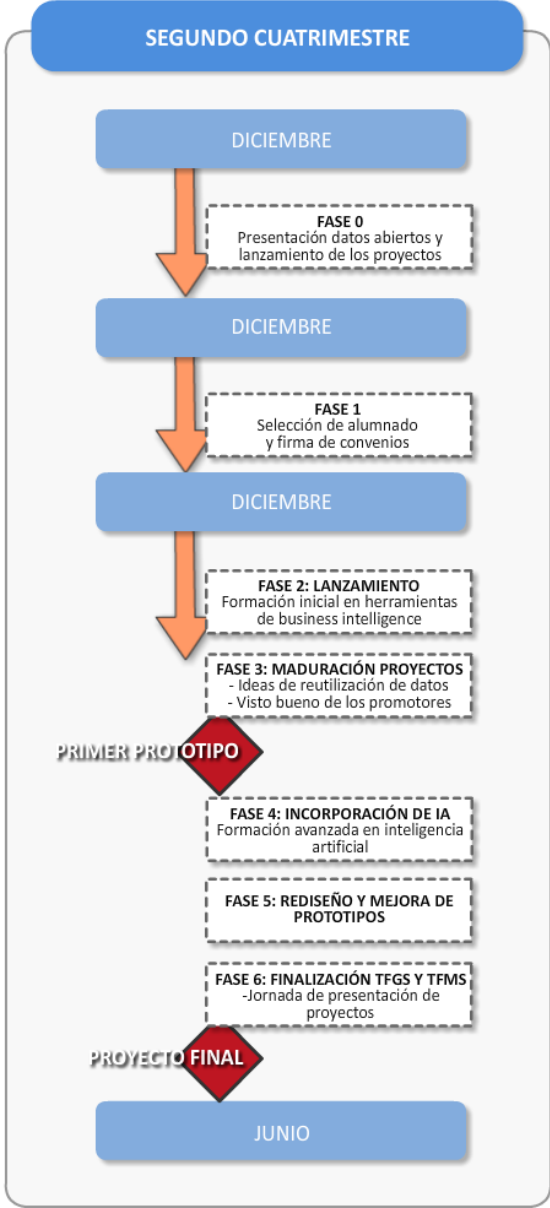 SEGUNDO CUATRIMESTRE
DICIEMBRE
FASE 0
Presentación datos abiertos y
lanzamiento de los proyectos
DICIEMBRE
FASE 1
Selección de alumnado
y firma de convenios
DICIEMBRE
FASE 2: LANZAMIENTO
Formación inicial en herramientas
de business intelligence
FASE 3: MADURACIÓN PROYECTOS
- Ideas de reutilización de datos
- Visto bueno de los promotores
PRIMER PROTOTIPO
FASE 4: INCORPORACIÓN DE IA
Formación avanzada en inteligencia
artificial
FASE 5: REDISEÑO Y MEJORA DE
PROTOTIPOS
FASE 6: FINALIZACIÓN TFGS Y TFMS
-Jornada de presentación de
proyectos
PROYECTO FINAL
JUNIO